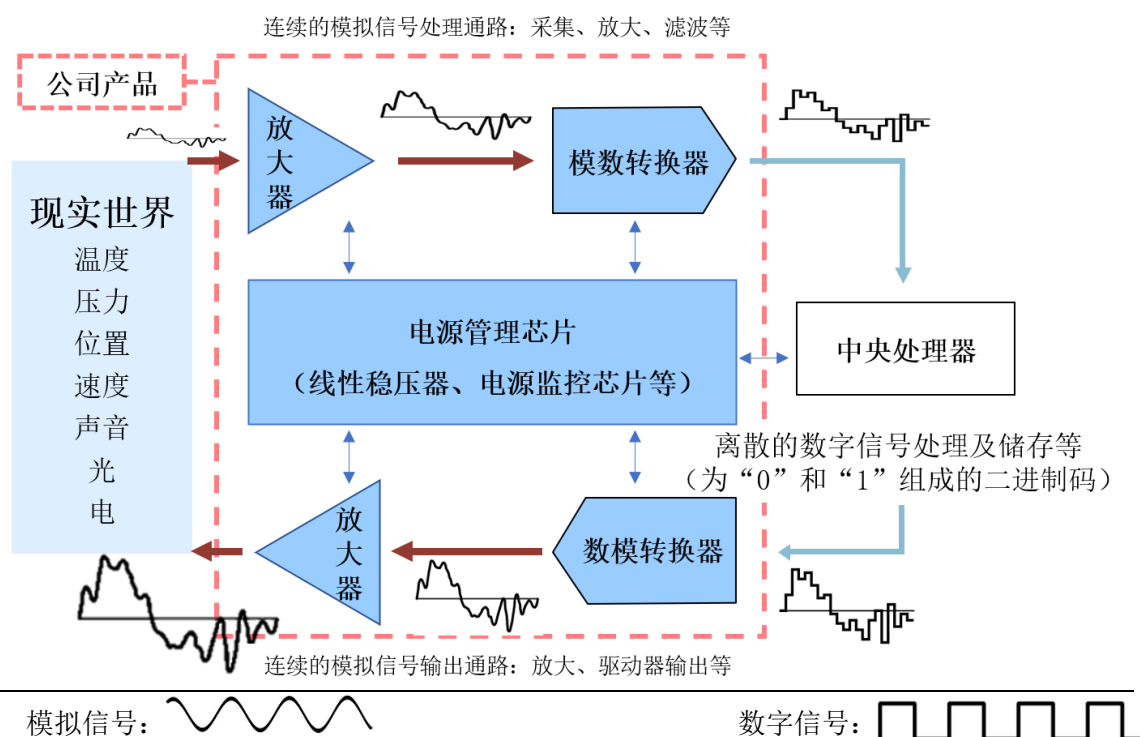 连续的模拟信号处理通路：采集、放大、滤波等
公司产品
放
大
器
模数转换器
现实世界
温度
压力
位置
速度
声音
光
电
电源管理芯片
（线性稳压器、电源监控芯片等）
中央处理器
离散的数字信号处理及储存等
（为“0”和“1”组成的二进制码）
放
大
器
数模转换器
连续的模拟信号输出通路：放大、驱动器输出等
模拟信号：
数字信号：